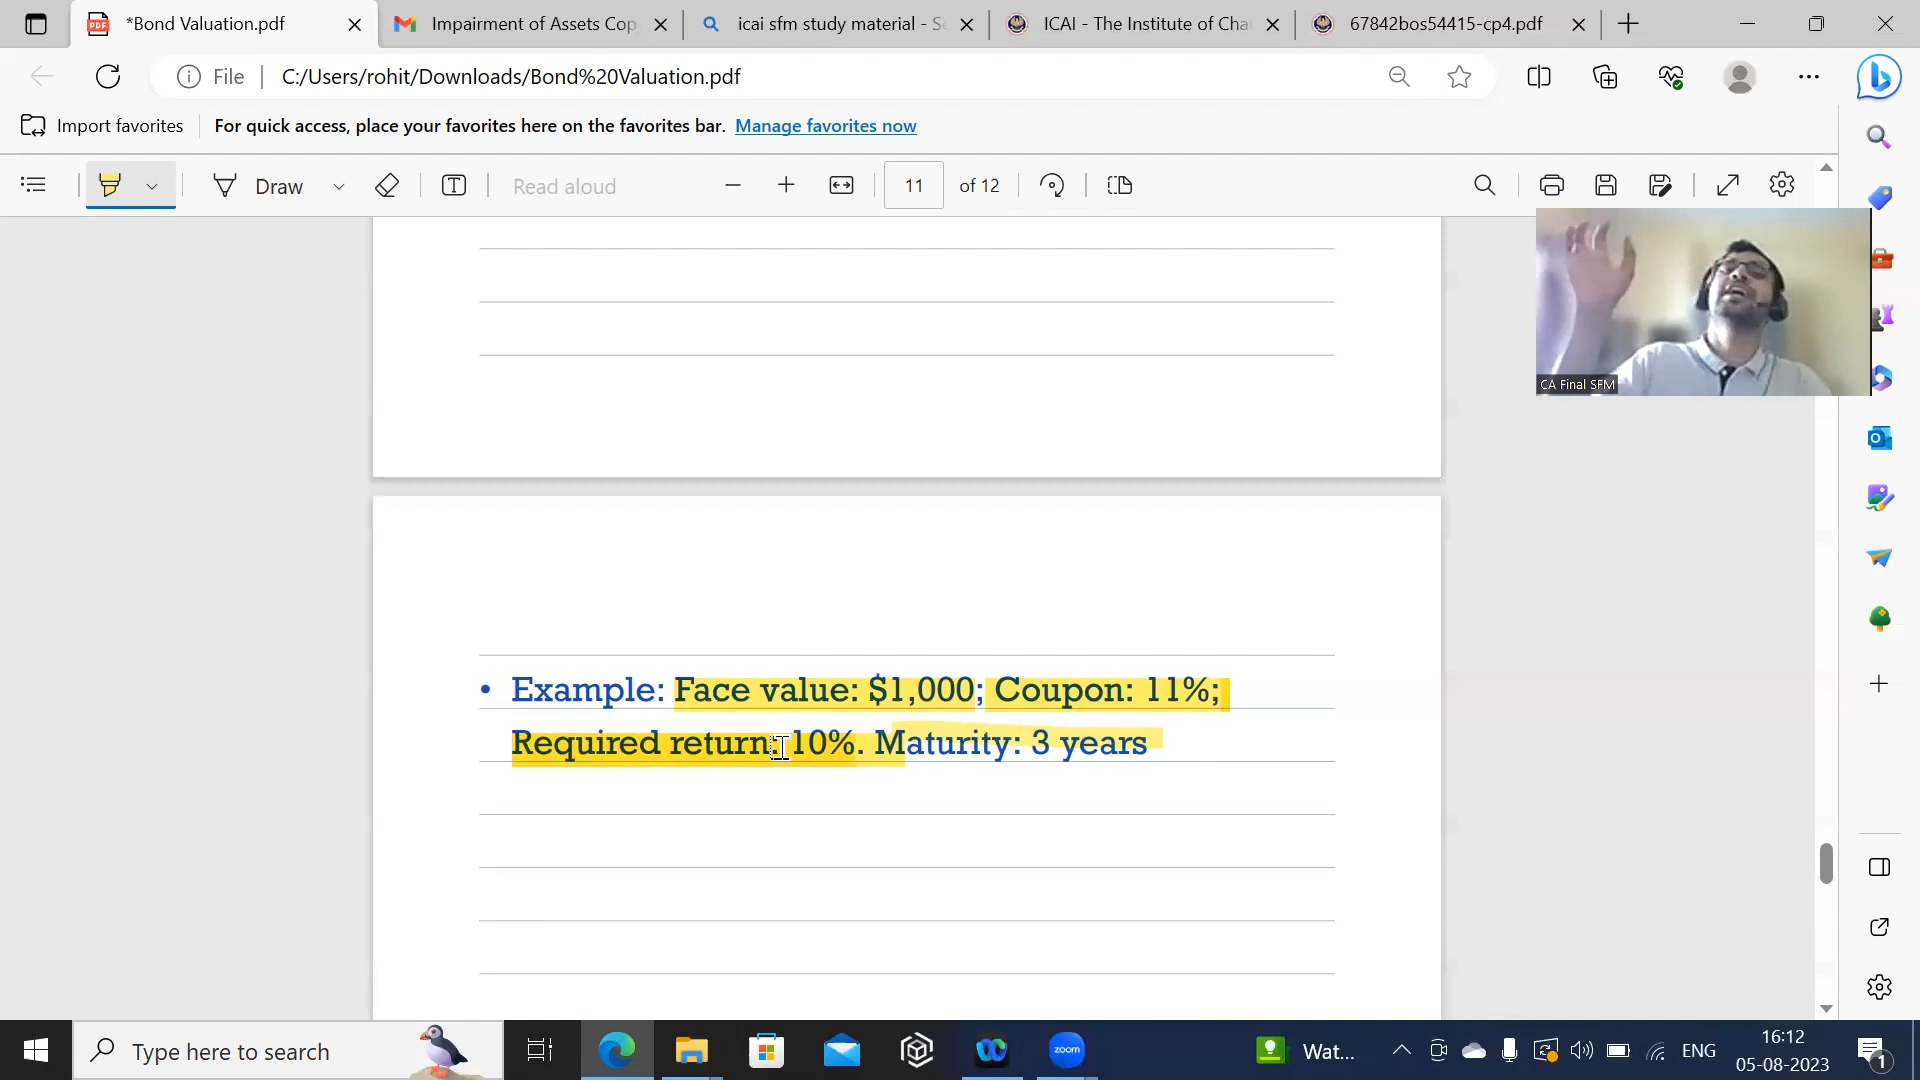 *Bond Valuation.pdf
Impairment of Assets Cop
icai sfm study material - Se
ICAI - The Institute of Cha
67842bos54415-cp4.pdf
File
C:/Users/rohit/Downloads/Bond%20Valuation.pdf
Import favorites
For quick access, place your favorites here on the favorites bar. Manage favorites now
Draw
Read aloud
11 of 12
CA Final SFM
• Example: Face value: $1,000; Coupon: 11%;
Required return: 10%. Maturity: 3 years
Type here to search
zoom
Wat...
ENG
16:12
05-08-2023
1